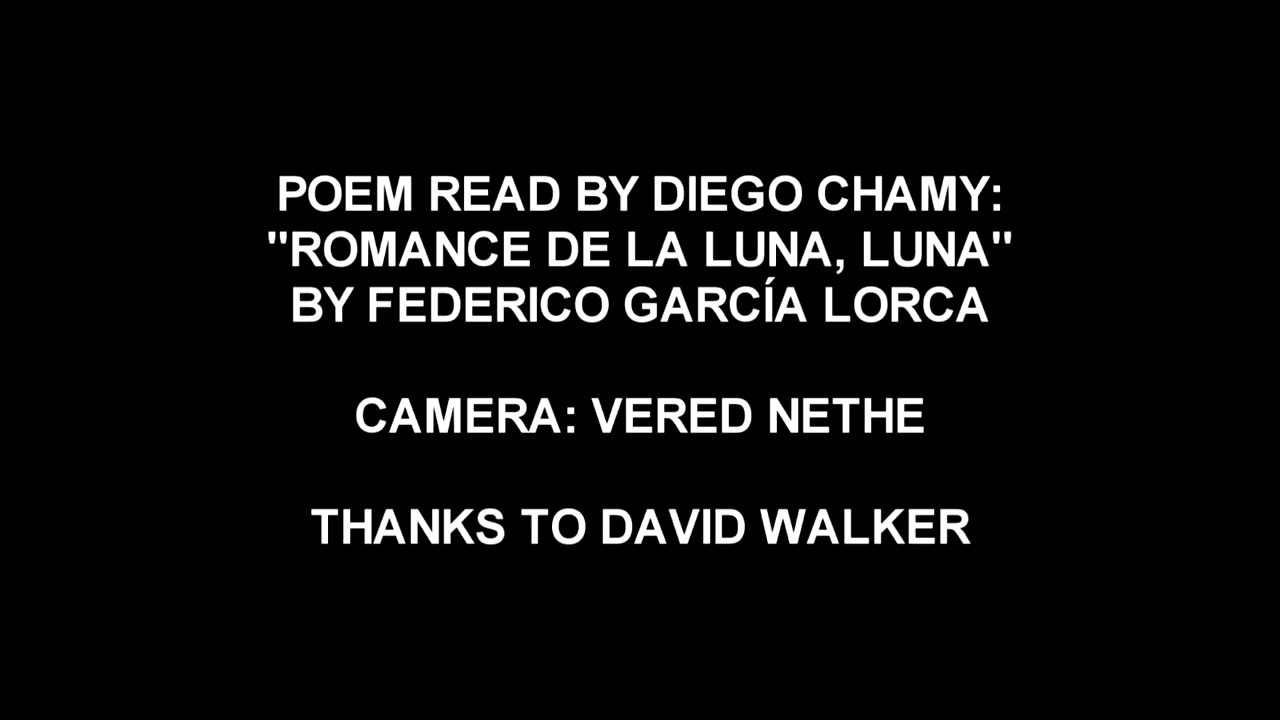 POEM READ BY DIEGO CHAMY:
"ROMANCE DE LA LUNA, LUNA"
BY FEDERICO GARCÍA LORCA
CAMERA: VERED NETHE
THANKS TO DAVID WALKER